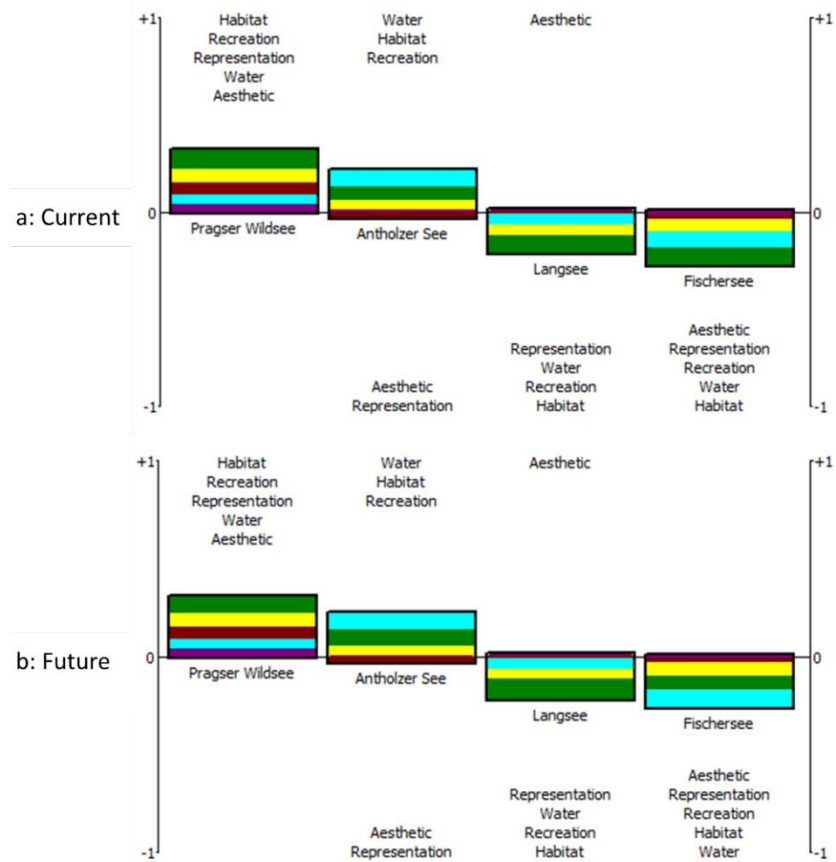 +1
Habitat
Recreation
Representation
Water
Aesthetic
Water
Habitat
Recreation
Aesthetic
+1
a: Current
0
Pragser Wildsee
Antholzer See
Langsee
Fischersee
0
Aesthetic
Representation
Representation
Water
Recreation
Habitat
Aesthetic
Representation
Recreation
Water
Habitat
-1
-1
+1
Habitat
Recreation
Representation
Water
Aesthetic
Water
Habitat
Recreation
Aesthetic
+1
b: Future
0
Pragser Wildsee
Antholzer See
Langsee
Fischersee
0
Aesthetic
Representation
Representation
Water
Recreation
Habitat
Aesthetic
Representation
Recreation
Habitat
Water
-1
-1